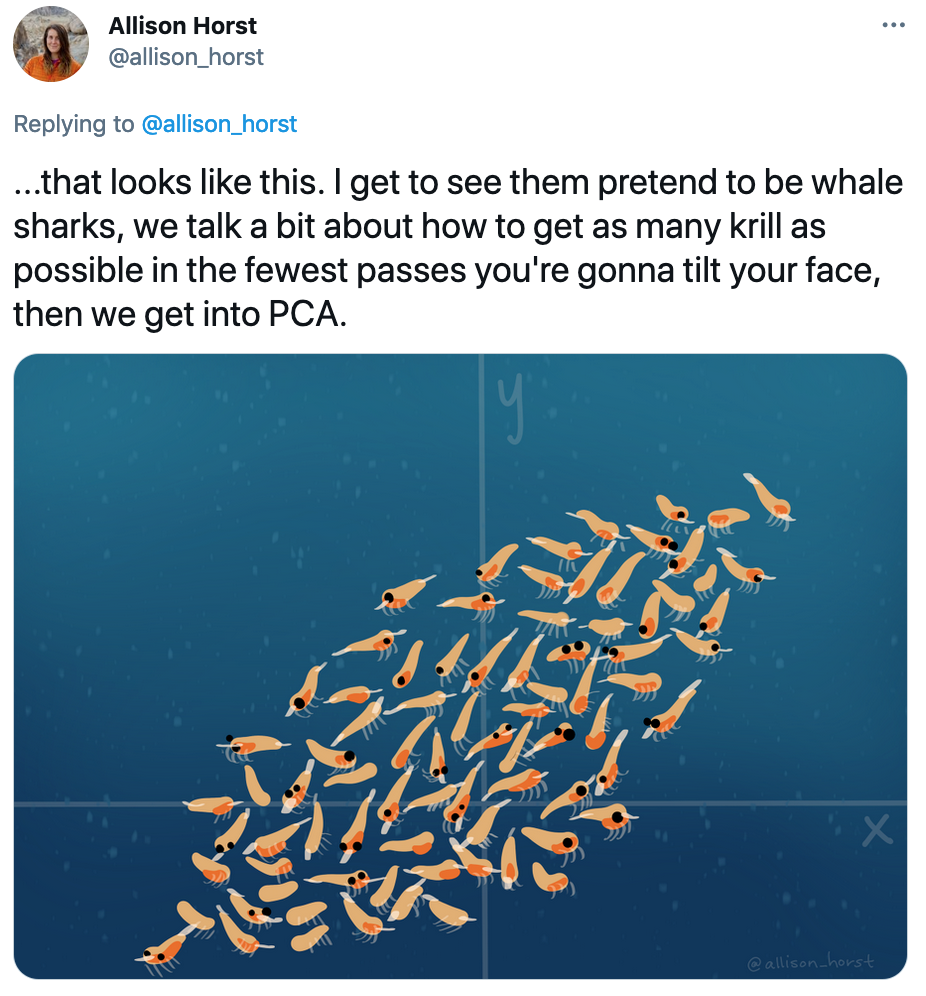 Allison Horst
@allison_horst
Replying to @allison_horst
...that looks like this. I get to see them pretend to be whale
sharks, we talk a bit about how to get as many krill as
possible in the fewest passes you're gonna tilt your face,
then we get into PCA.
y
x
@allison_horst